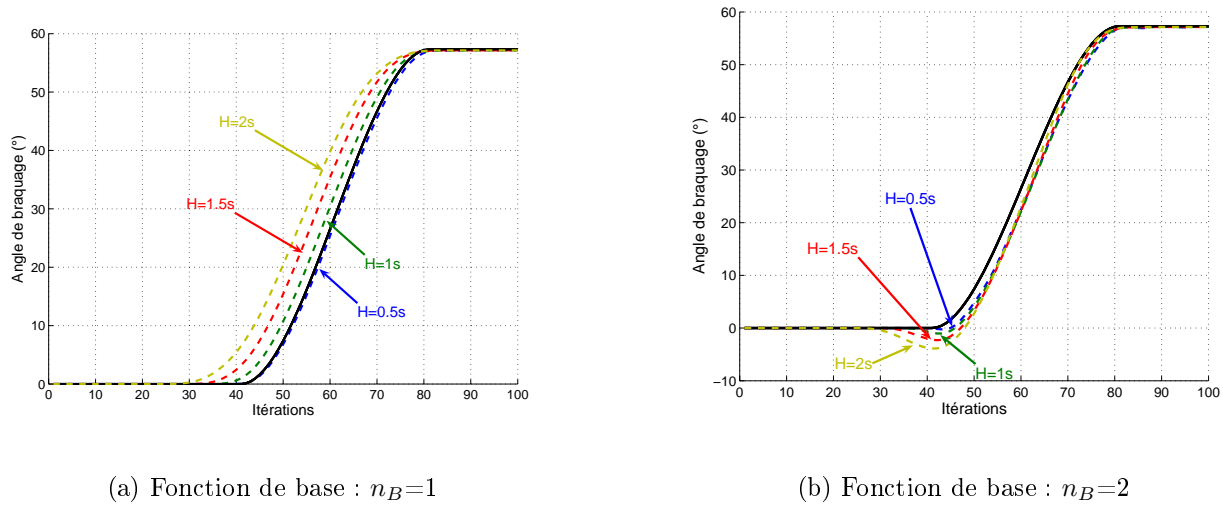 60
50
40
30
20
10
0
Angle de braquage (°)
H=2s
H=1.5s
H=1s
H=0.5s
0 10 20 30 40 50 60 70 80 90 100
Itérations
(a) Fonction de base : n_B=1
60
50
40
30
20
10
0
−10
Angle de braquage (°)
H=0.5s
H=1.5s
H=2s
H=1s
0 10 20 30 40 50 60 70 80 90 100
Itérations
(b) Fonction de base : n_B=2